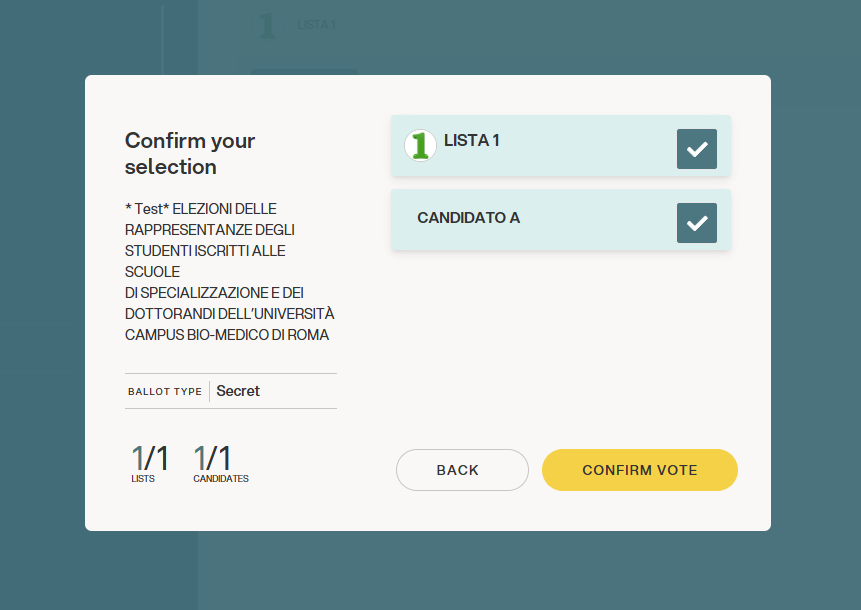 1 LISTA 1
Confirm your
selection
* Test* ELEZIONI DELLE
RAPPRESENTANZE DEGLI
STUDENTI ISCRITTI ALLE
SCUOLE
DI SPECIALIZZAZIONE E DEI
DOTTORANDI DELL'UNIVERSITÀ
CAMPUS BIO-MEDICO DI ROMA
BALLOT TYPE Secret
1/1 1/1
LISTS CANDIDATES
1 LISTA 1
CANDIDATO A
BACK CONFIRM VOTE